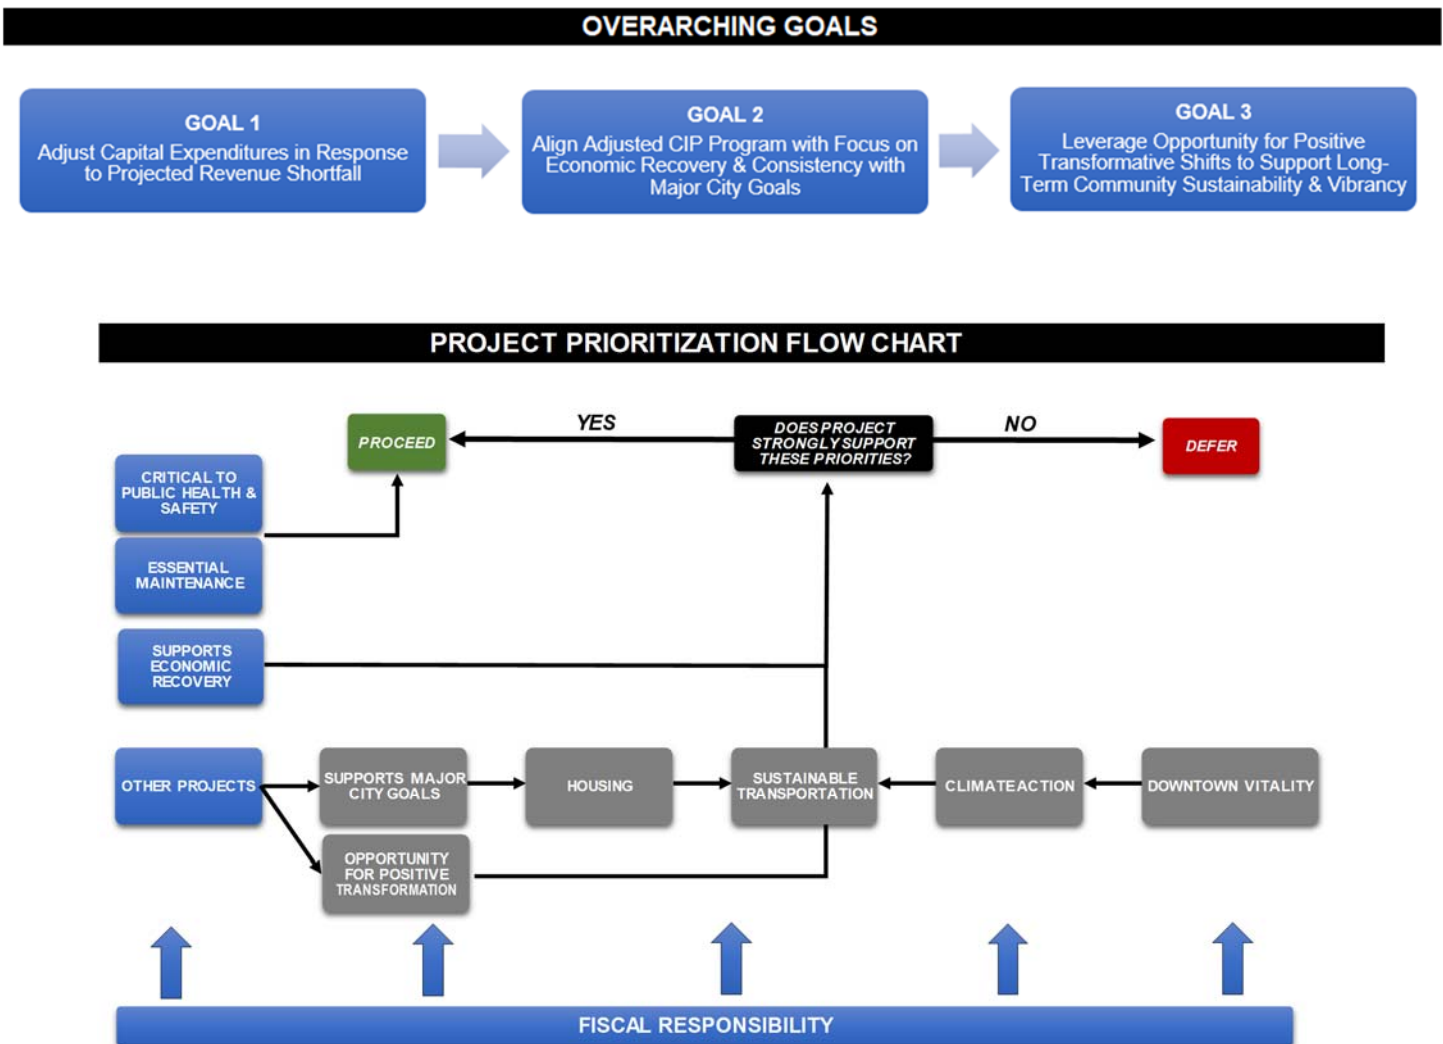 OVERARCHING GOALS
GOAL 1
Adjust Capital Expenditures in Response
to Projected Revenue Shortfall
GOAL 2
Align Adjusted CIP Program with Focus on
Economic Recovery & Consistency with
Major City Goals
GOAL 3
Leverage Opportunity for Positive
Transformative Shifts to Support Long-
Term Community Sustainability & Vibrancy
PROJECT PRIORITIZATION FLOW CHART
PROCEED
YES
DOES PROJECT
STRONGLY SUPPORT
THESE PRIORITIES?
NO
DEFER
CRITICAL TO
PUBLIC HEALTH &
SAFETY
ESSENTIAL
MAINTENANCE
SUPPORTS
ECONOMIC
RECOVERY
OTHER PROJECTS
SUPPORTS MAJOR
CITY GOALS
HOUSING
SUSTAINABLE
TRANSPORTATION
CLIMATE ACTION
DOWNTOWN VITALITY
OPPORTUNITY
FOR POSITIVE
TRANSFORMATION
FISCAL RESPONSIBILITY